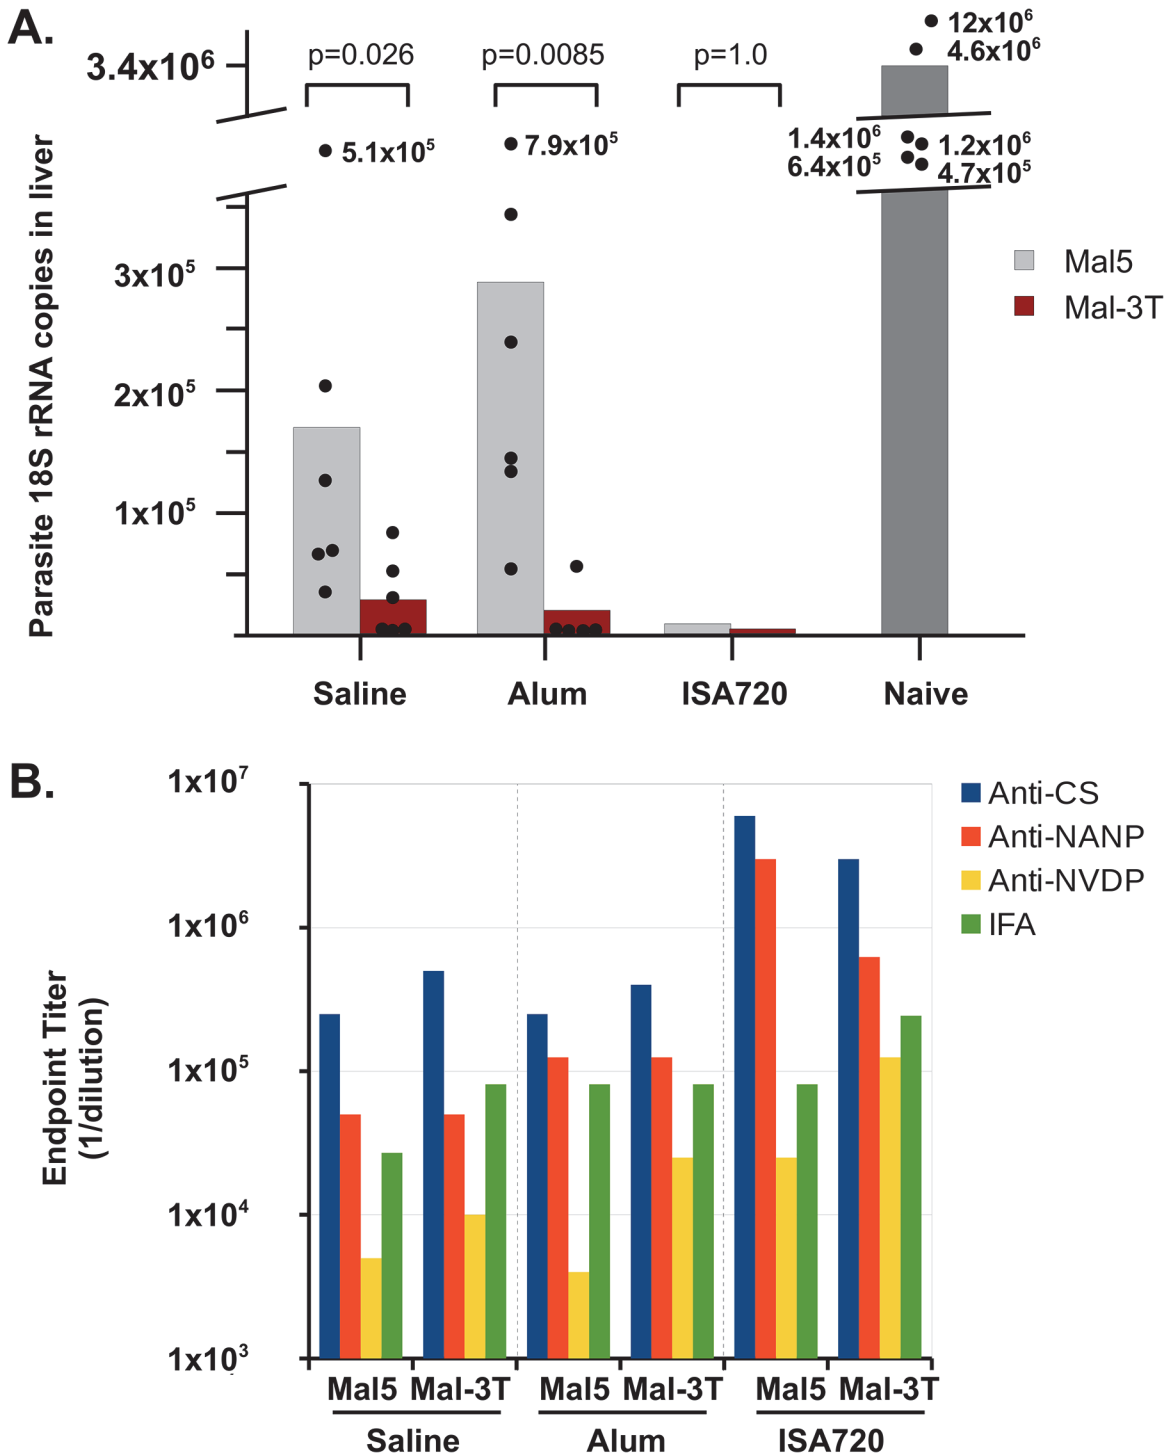 A.
12x10⁶
4.6x10⁶
3.4x10⁶
p=0.026
p=0.0085
p=1.0
5.1x10⁵
7.9x10⁵
1.4x10⁶
1.2x10⁶
6.4x10⁵
4.7x10⁵
Parasite 18S rRNA copies in liver
3x10⁵
2x10⁵
1x10⁵
Mal5
Mal-3T
Saline
Alum
ISA720
Naive
B.
1x10⁷
1x10⁶
1x10⁵
1x10⁴
1x10³
Endpoint Titer
(1/dilution)
Anti-CS
Anti-NANP
Anti-NVDP
IFA
Mal5 Mal-3T Mal5 Mal-3T Mal5 Mal-3T
Saline Alum ISA720